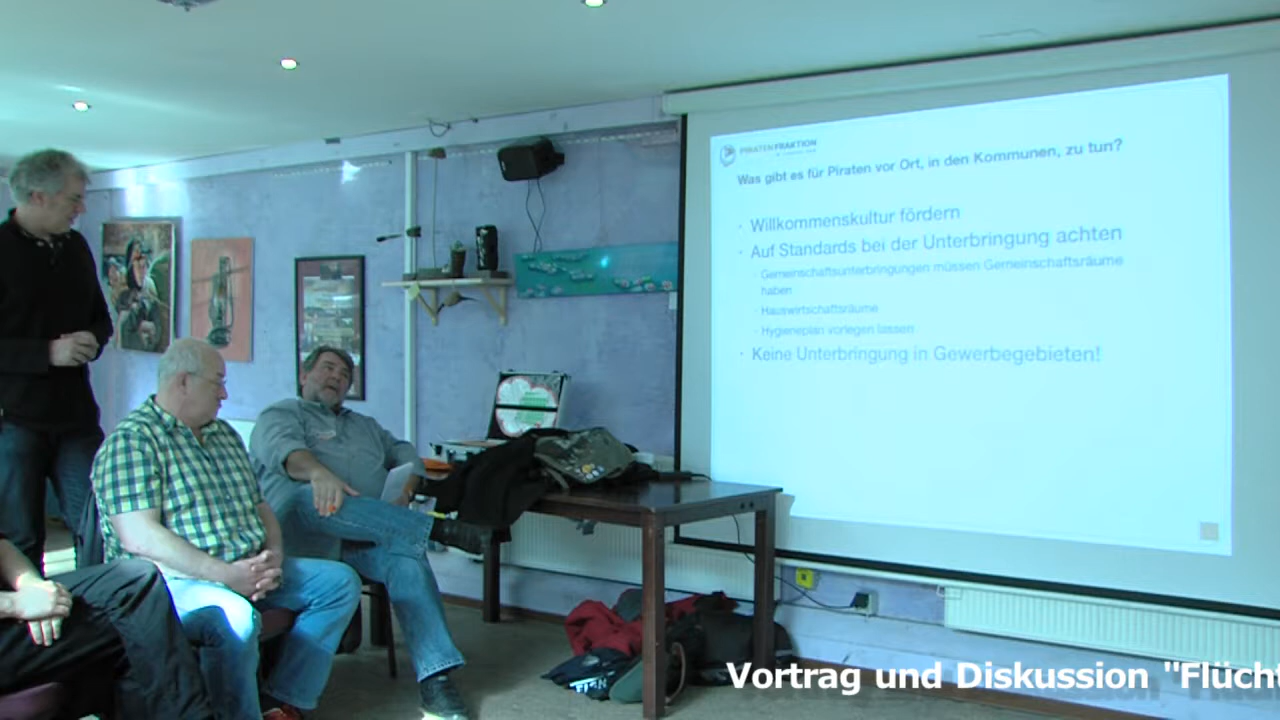 PIRATENFRAKTION
Was gibt es für Piraten vor Ort, in den Kommunen, zu tun?
· Willkommenskultur fördern
· Auf Standards bei der Unterbringung achten
· Gemeinschaftsunterbringungen müssen Gemeinschaftsräume
haben
· Hauswirtschaftsräume
· Hygieneplan vorlegen lassen
· Keine Unterbringung in Gewerbegebieten!
Vortrag und Diskussion "Flücht